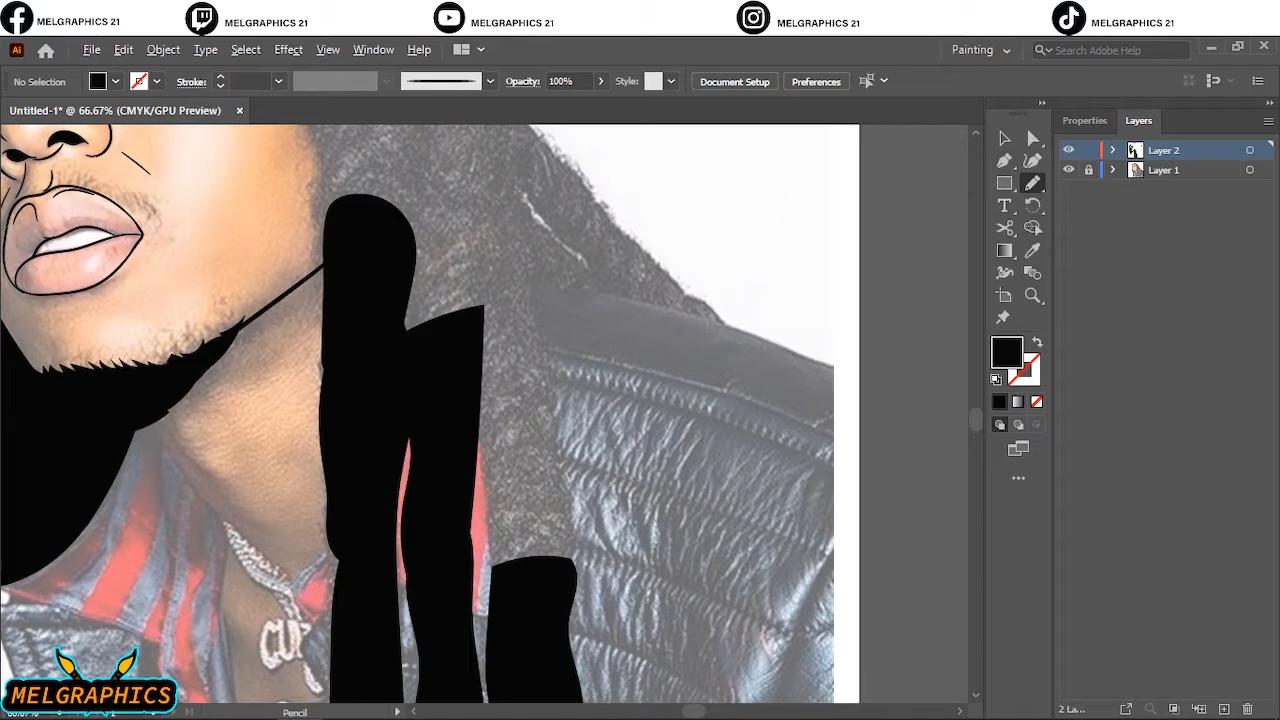 MELGRAPHICS 21
MELGRAPHICS 21
MELGRAPHICS 21
MELGRAPHICS 21
MELGRAPHICS 21
Ai File Edit Object Type Select Effect View Window Help Painting Search Adobe Help
No Selection Stroke: Opacity: 100% Style: Document Setup Preferences
Untitled-1* @ 66.67% (CMYK/GPU Preview)
Properties Layers
Layer 2
Layer 1
MELGRAPHICS
Pencil
2 La...